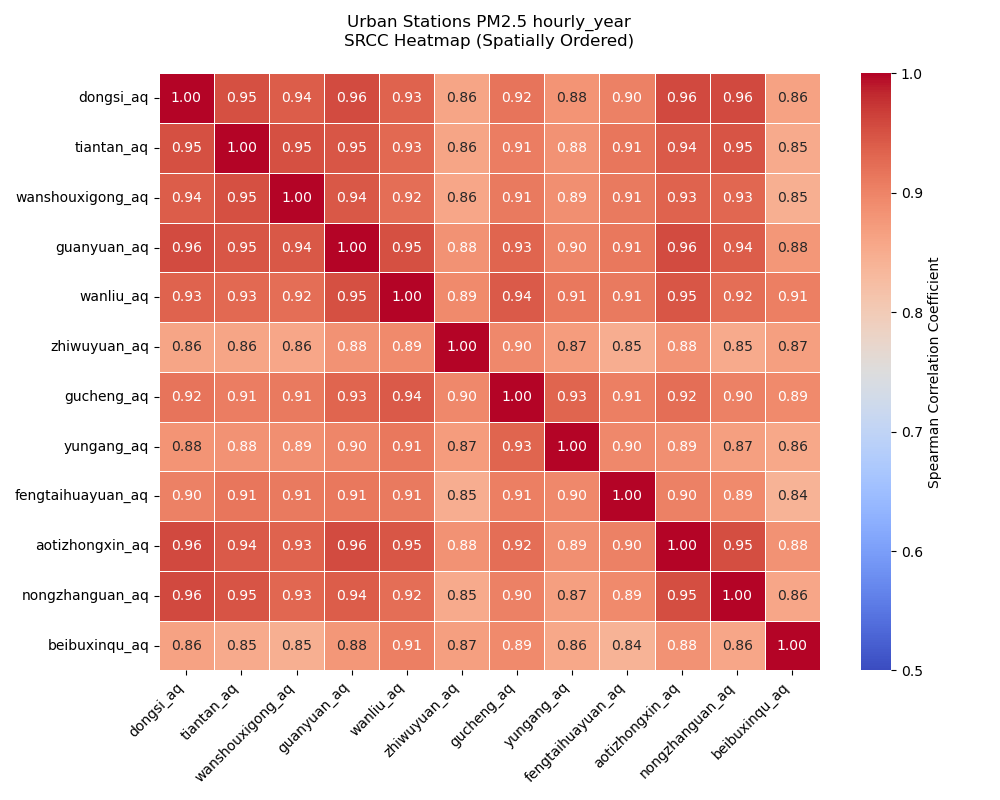 Urban Stations PM2.5 hourly_year
SRCC Heatmap (Spatially Ordered)
dongsi_aq 1.00 0.95 0.94 0.96 0.93 0.86 0.92 0.88 0.90 0.96 0.96 0.86
tiantan_aq 0.95 1.00 0.95 0.95 0.93 0.86 0.91 0.88 0.91 0.94 0.95 0.85
wanshouxigong_aq 0.94 0.95 1.00 0.94 0.92 0.86 0.91 0.89 0.91 0.93 0.93 0.85
guanyuan_aq 0.96 0.95 0.94 1.00 0.95 0.88 0.93 0.90 0.91 0.96 0.94 0.88
wanliu_aq 0.93 0.93 0.92 0.95 1.00 0.89 0.94 0.91 0.91 0.95 0.92 0.91
zhiwuyuan_aq 0.86 0.86 0.86 0.88 0.89 1.00 0.90 0.87 0.85 0.88 0.85 0.87
gucheng_aq 0.92 0.91 0.91 0.93 0.94 0.90 1.00 0.93 0.91 0.92 0.90 0.89
yungang_aq 0.88 0.88 0.89 0.90 0.91 0.87 0.93 1.00 0.90 0.89 0.87 0.86
fengtaihuayuan_aq 0.90 0.91 0.91 0.91 0.91 0.85 0.91 0.90 1.00 0.90 0.89 0.84
aotizhongxin_aq 0.96 0.94 0.93 0.96 0.95 0.88 0.92 0.89 0.90 1.00 0.95 0.88
nongzhanguan_aq 0.96 0.95 0.93 0.94 0.92 0.85 0.90 0.87 0.89 0.95 1.00 0.86
beibuxinqu_aq 0.86 0.85 0.85 0.88 0.91 0.87 0.89 0.86 0.84 0.88 0.86 1.00
dongsi_aq
tiantan_aq
wanshouxigong_aq
guanyuan_aq
wanliu_aq
zhiwuyuan_aq
gucheng_aq
yungang_aq
fengtaihuayuan_aq
aotizhongxin_aq
nongzhanguan_aq
beibuxinqu_aq
1.0
0.9
0.8
0.7
0.6
0.5
Spearman Correlation Coefficient